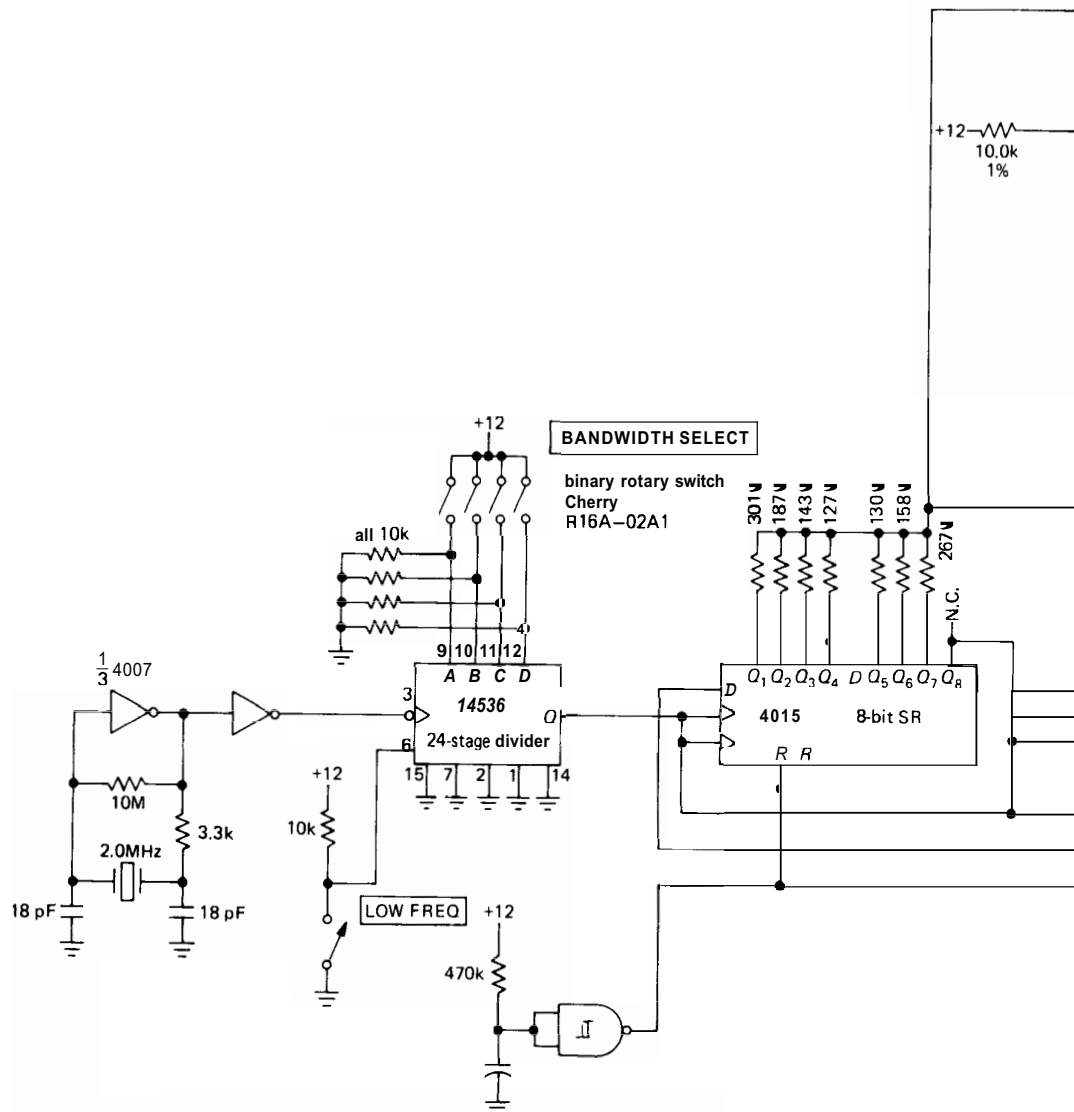 +12
10.0k
1%
+12
BANDWIDTH SELECT
binary rotary switch
Cherry
R16A–02A1
301
187
143
127
130
158
267
all 10k
N.C.
4
9 10 11 12
A B C D
1/3 4007
3
14536
Q
24-stage divider
6
15 7 2 1 14
D Q1 Q2 Q3 Q4 D Q5 Q6 Q7 Q8
4015 8-bit SR
R R
10M
3.3k
2.0MHz
18 pF
18 pF
+12
10k
LOW FREQ
+12
470k